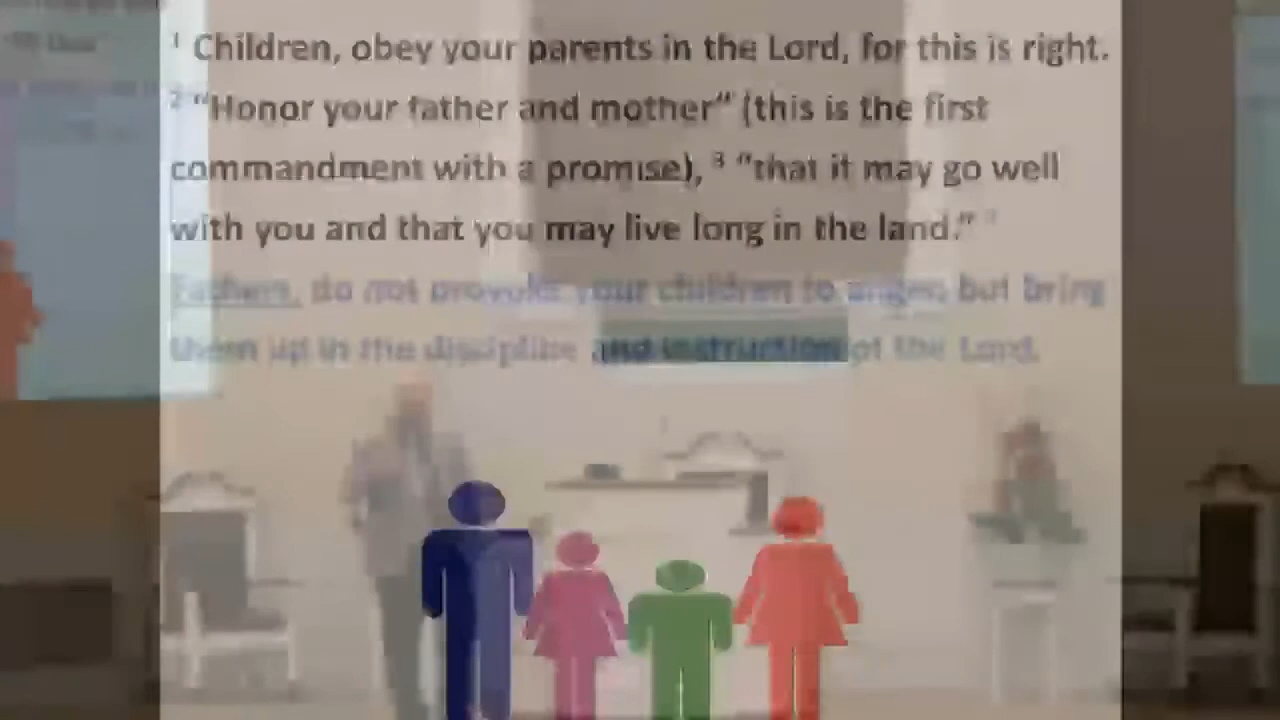 ¹ Children, obey your parents in the Lord, for this is right.
² "Honor your father and mother" (this is the first
commandment with a promise), ³ "that it may go well
with you and that you may live long in the land."
Fathers, do not provoke your children to anger, but bring
them up in the discipline and instruction of the Lord.